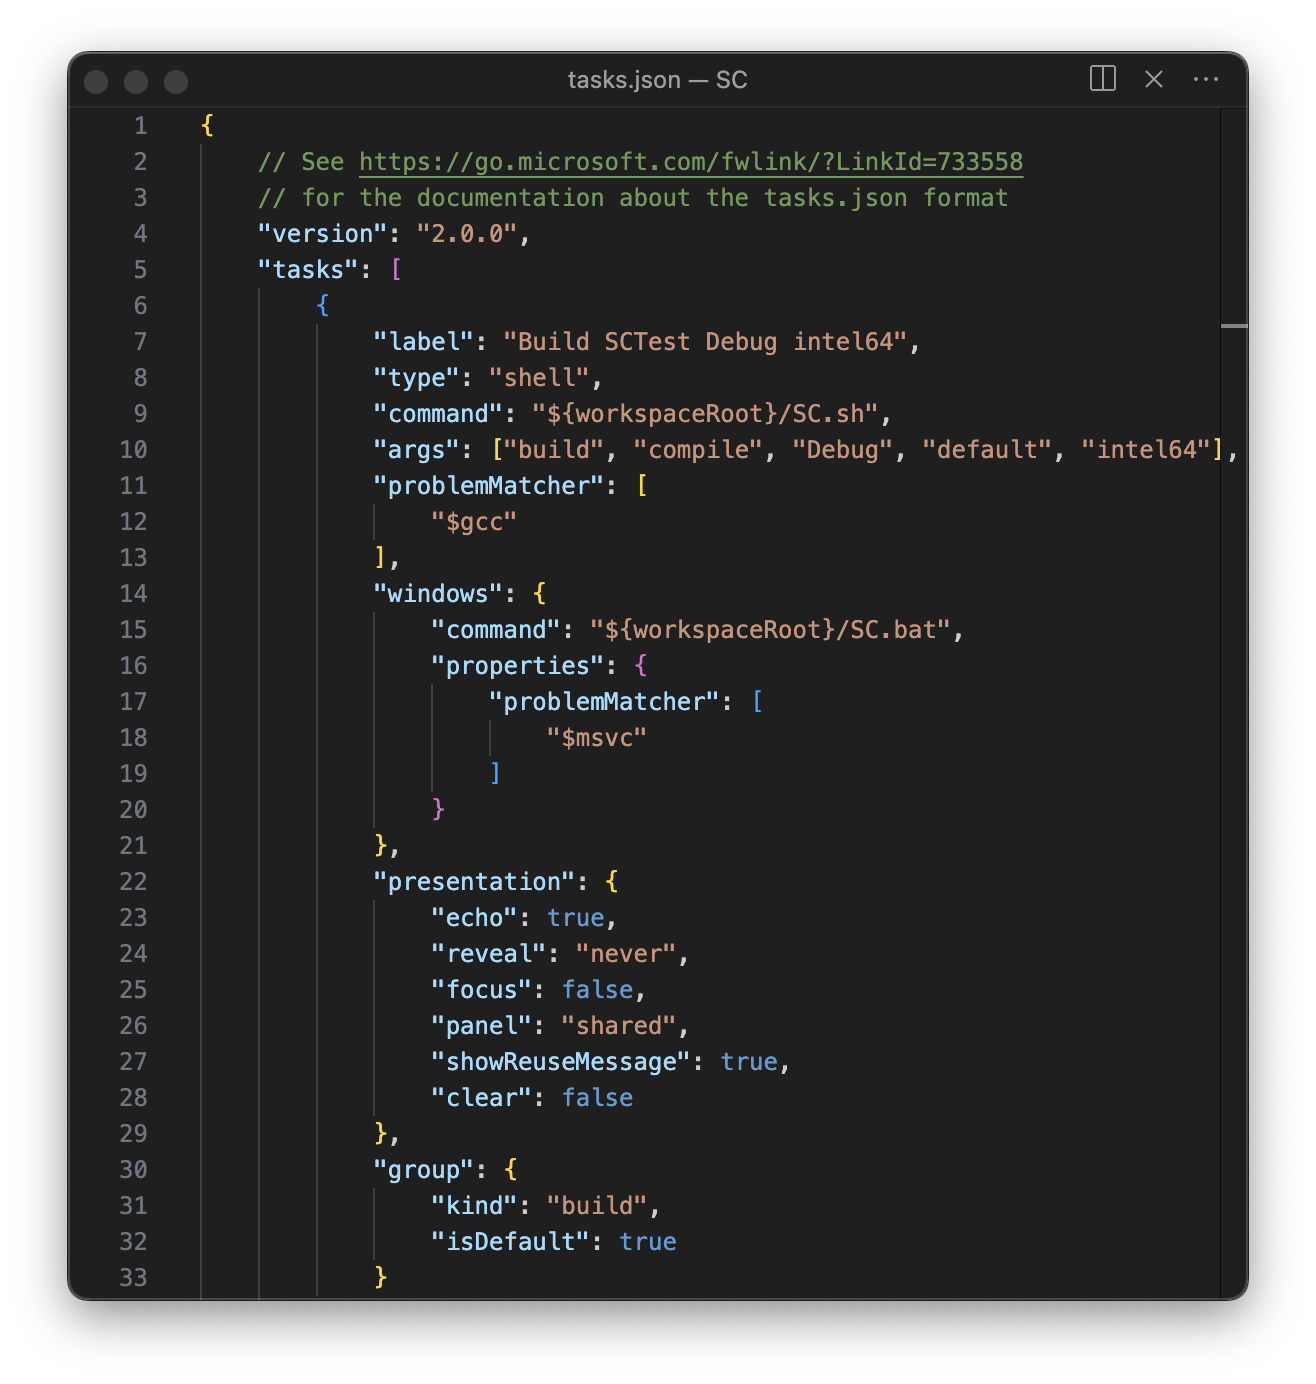 tasks.json — SC
1 {
2     // See https://go.microsoft.com/fwlink/?LinkId=733558
3     // for the documentation about the tasks.json format
4     "version": "2.0.0",
5     "tasks": [
6         {
7             "label": "Build SCTest Debug intel64",
8             "type": "shell",
9             "command": "${workspaceRoot}/SC.sh",
10             "args": ["build", "compile", "Debug", "default", "intel64"],
11             "problemMatcher": [
12                 "$gcc"
13             ],
14             "windows": {
15                 "command": "${workspaceRoot}/SC.bat",
16                 "properties": {
17                     "problemMatcher": [
18                         "$msvc"
19                     ]
20                 }
21             },
22             "presentation": {
23                 "echo": true,
24                 "reveal": "never",
25                 "focus": false,
26                 "panel": "shared",
27                 "showReuseMessage": true,
28                 "clear": false
29             },
30             "group": {
31                 "kind": "build",
32                 "isDefault": true
33             }